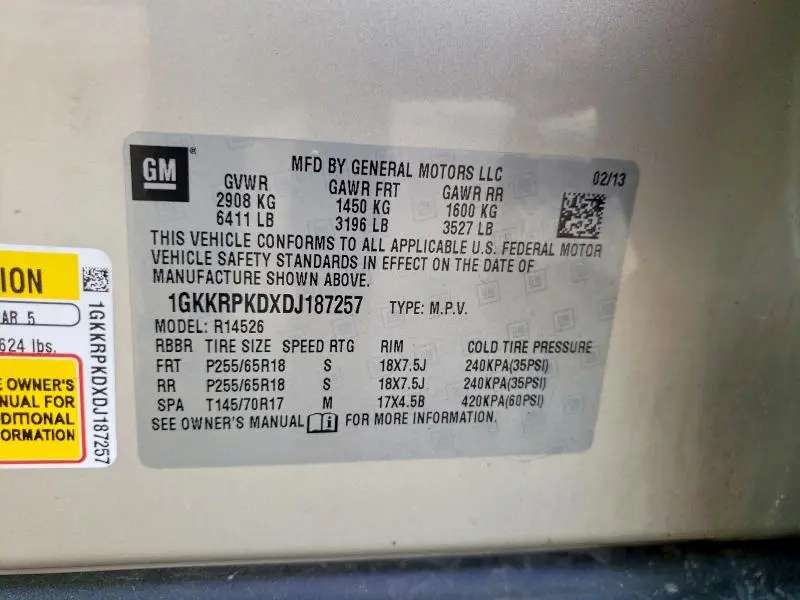 GM
MFD BY GENERAL MOTORS LLC
02/13
GVWR GAWR FRT GAWR RR
2908 KG 1450 KG 1600 KG
6411 LB 3196 LB 3527 LB
THIS VEHICLE CONFORMS TO ALL APPLICABLE U.S. FEDERAL MOTOR
VEHICLE SAFETY STANDARDS IN EFFECT ON THE DATE OF
MANUFACTURE SHOWN ABOVE.
1GKKRPKDXDJ187257 TYPE: M.P.V.
MODEL: R14526
RBBR TIRE SIZE SPEED RTG RIM COLD TIRE PRESSURE
FRT P255/65R18 S 18X7.5J 240KPA(35PSI)
RR P255/65R18 S 18X7.5J 240KPA(35PSI)
SPA T145/70R17 M 17X4.5B 420KPA(60PSI)
SEE OWNER'S MANUAL FOR MORE INFORMATION.
ION
AR 5
624 lbs.
E OWNER'S
NUAL FOR
DITIONAL
ORMATION
1GKKRPKDXDJ187257